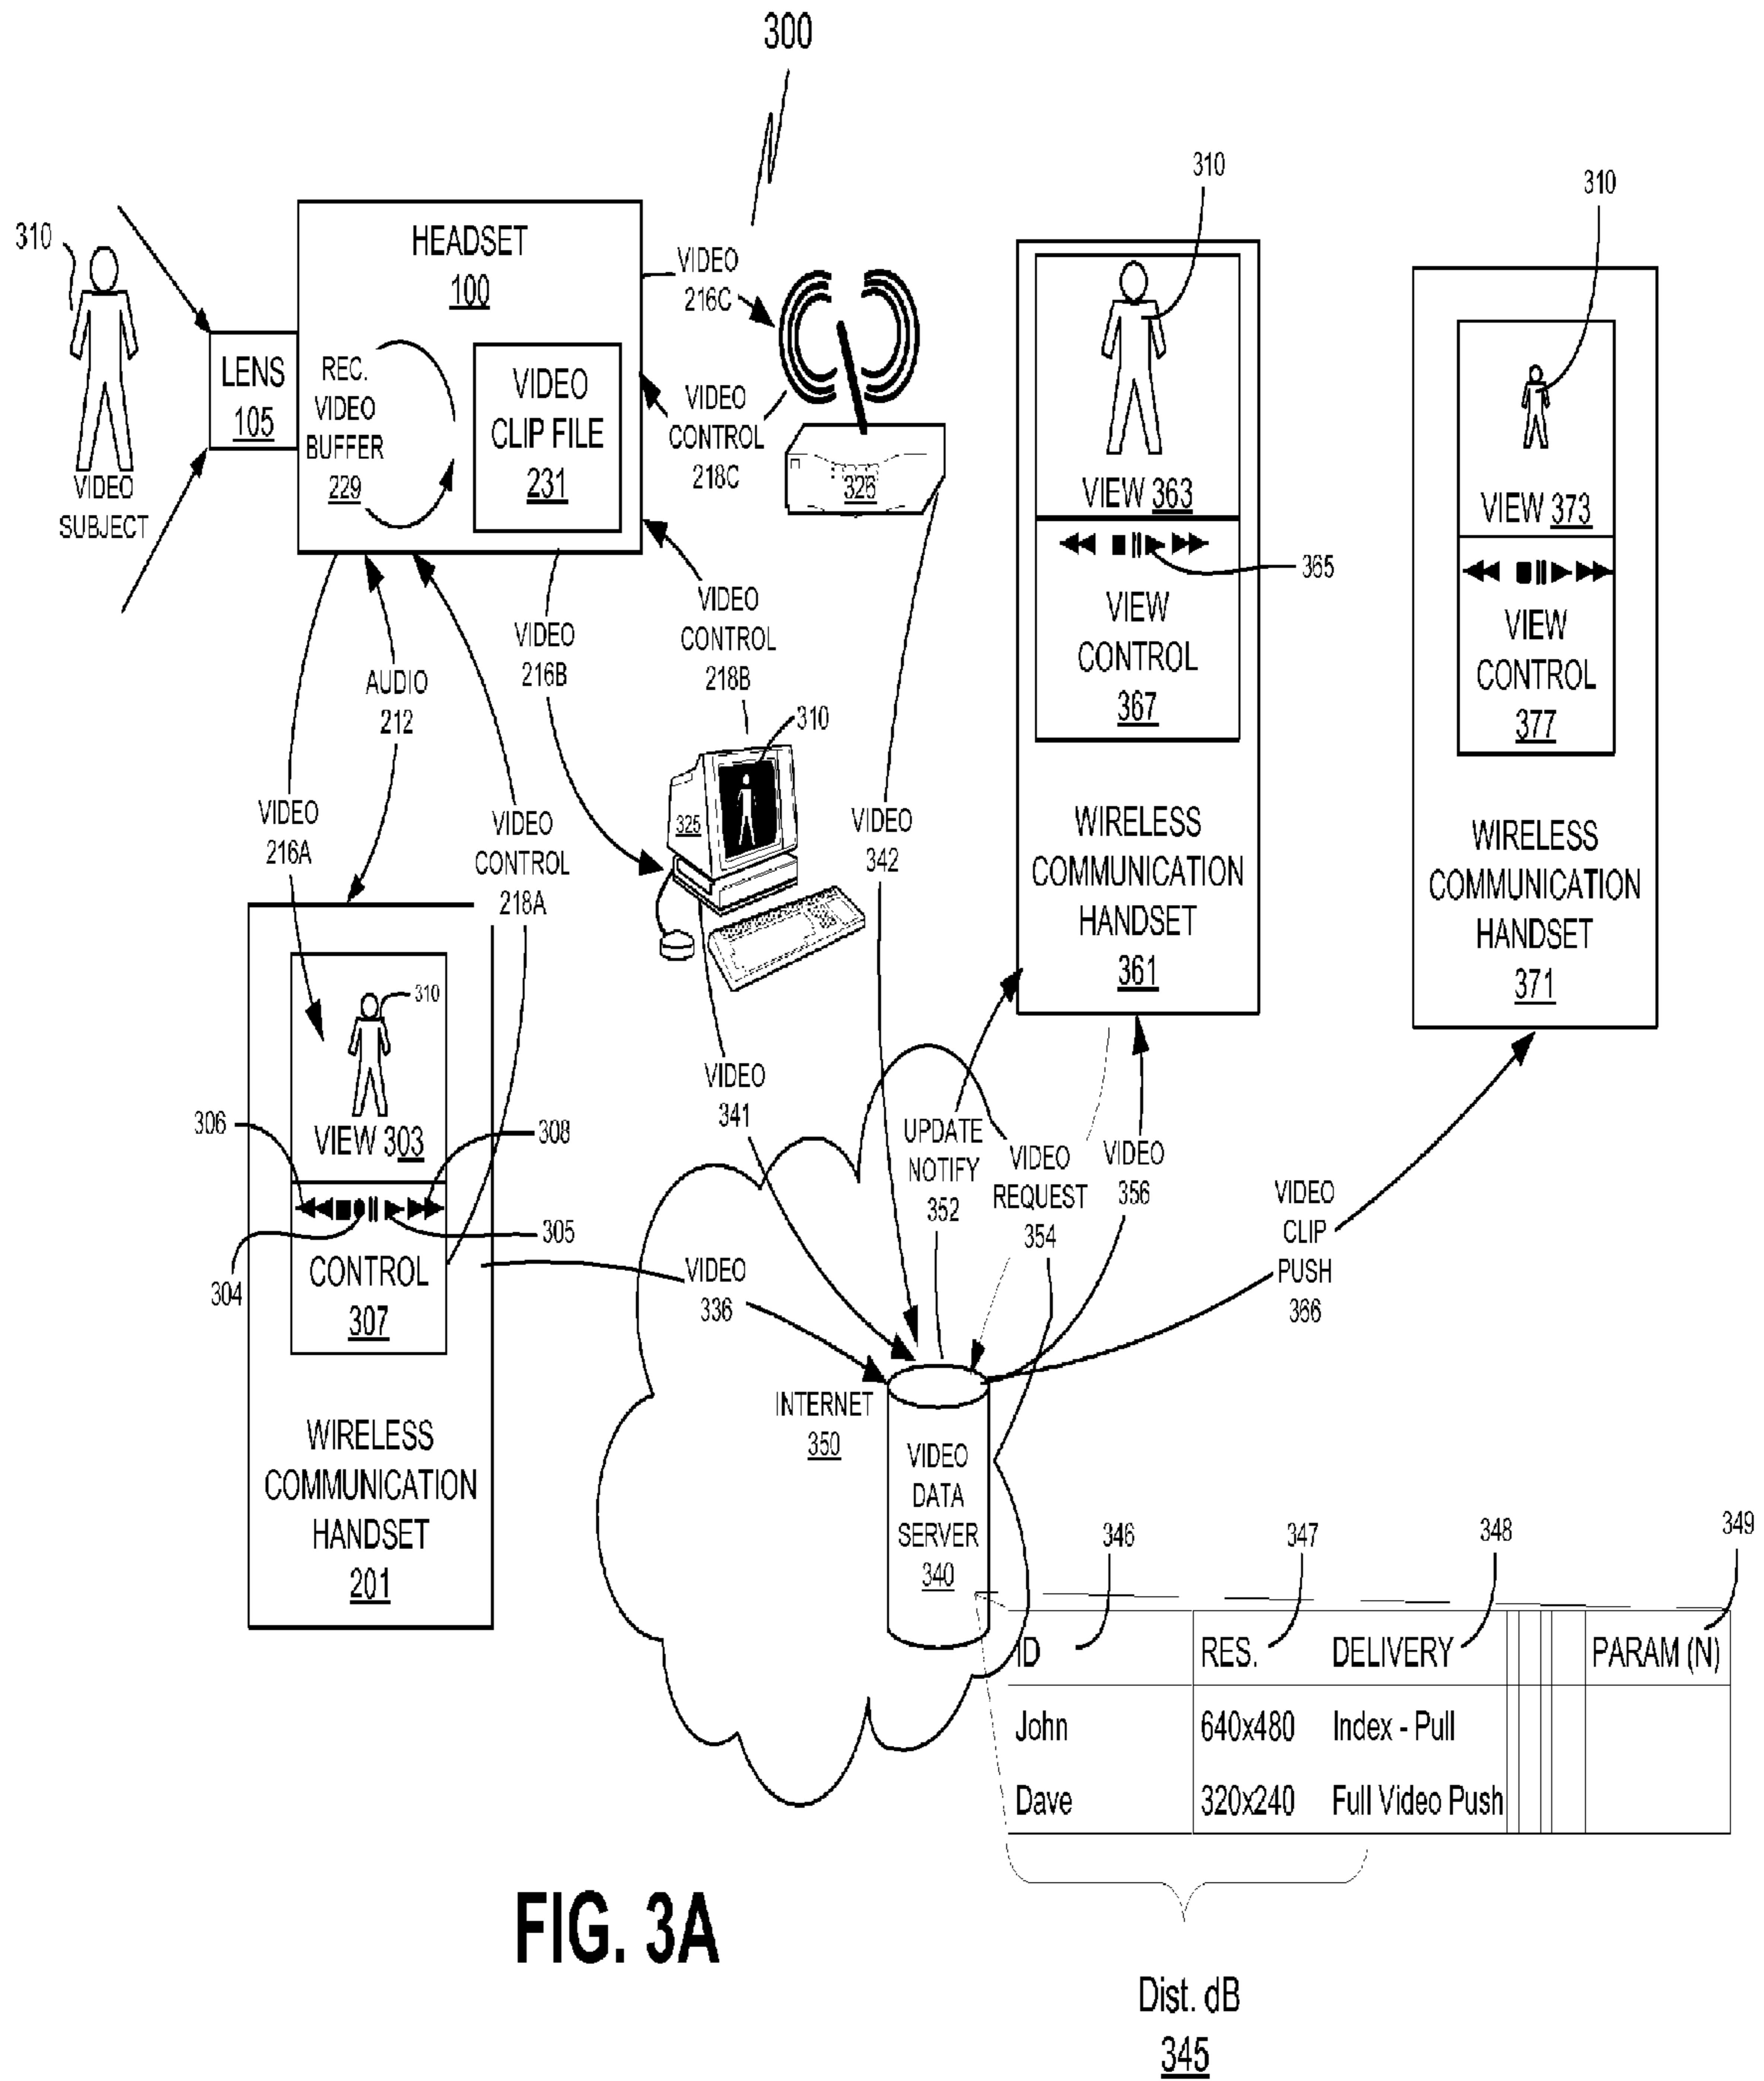 300
310
VIDEO
SUBJECT
LENS
105
HEADSET
100
REC.
VIDEO
BUFFER
229
VIDEO
CLIP FILE
231
VIDEO
216C
VIDEO
CONTROL
218C
326
310
VIEW 363
365
VIEW
CONTROL
367
WIRELESS
COMMUNICATION
HANDSET
361
310
VIEW 373
VIEW
CONTROL
377
WIRELESS
COMMUNICATION
HANDSET
371
VIDEO
216A
AUDIO
212
VIDEO
CONTROL
218A
VIDEO
216B
VIDEO
CONTROL
218B
310
325
VIDEO
342
VIDEO
341
310
VIEW 303
306
308
304
305
CONTROL
307
WIRELESS
COMMUNICATION
HANDSET
201
VIDEO
336
UPDATE
NOTIFY
352
VIDEO
REQUEST
354
VIDEO
356
VIDEO
CLIP
PUSH
366
INTERNET
350
VIDEO
DATA
SERVER
340
346
347
348
349
ID RES. DELIVERY PARAM (N)
John 640x480 Index - Pull
Dave 320x240 Full Video Push
Dist. dB
345
FIG. 3A